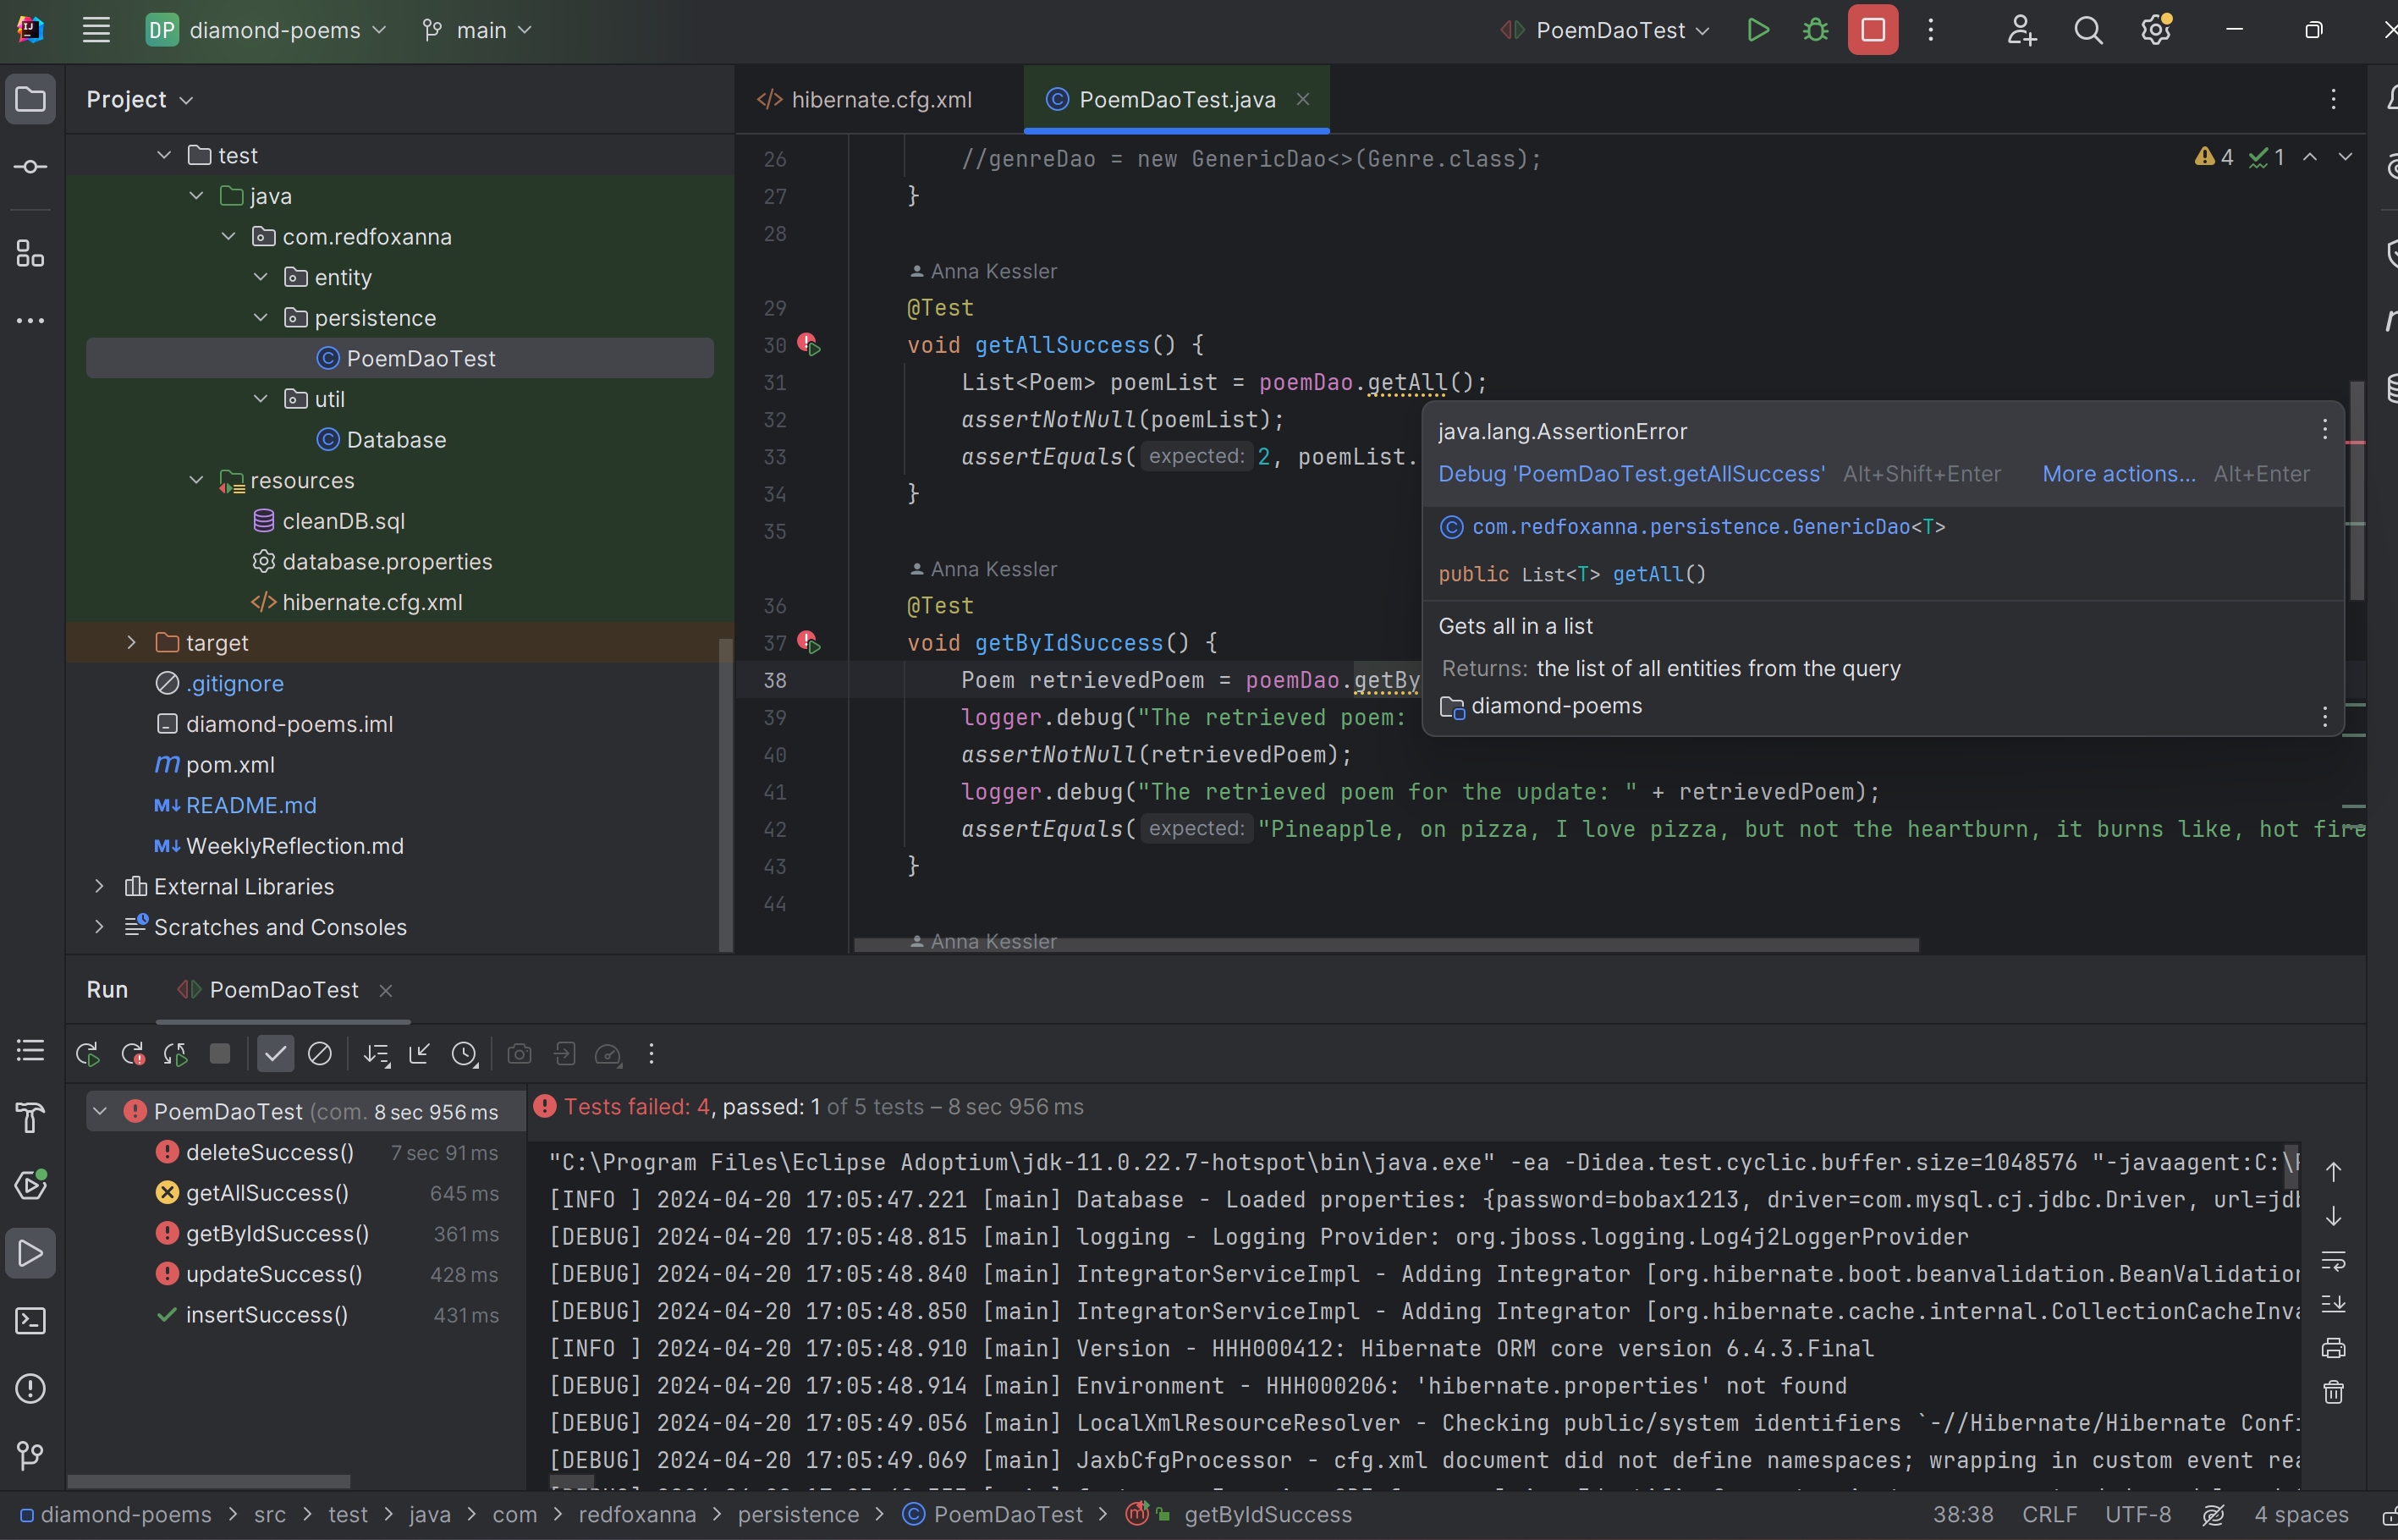 DP diamond-poems main PoemDaoTest
Project
hibernate.cfg.xml PoemDaoTest.java
test
java
com.redfoxanna
entity
persistence
PoemDaoTest
util
Database
resources
cleanDB.sql
database.properties
hibernate.cfg.xml
target
.gitignore
diamond-poems.iml
pom.xml
README.md
WeeklyReflection.md
External Libraries
Scratches and Consoles
4 1
26 //genreDao = new GenericDao<>(Genre.class);
27 }
28
Anna Kessler
29 @Test
30 void getAllSuccess() {
31 List<Poem> poemList = poemDao.getAll();
32 assertNotNull(poemList);
33 assertEquals( expected: 2, poemList.
34 }
35
Anna Kessler
36 @Test
37 void getByIdSuccess() {
38 Poem retrievedPoem = poemDao.getBy
39 logger.debug("The retrieved poem:
40 assertNotNull(retrievedPoem);
41 logger.debug("The retrieved poem for the update: " + retrievedPoem);
42 assertEquals( expected: "Pineapple, on pizza, I love pizza, but not the heartburn, it burns like, hot fire
43 }
44
Anna Kessler
java.lang.AssertionError
Debug 'PoemDaoTest.getAllSuccess' Alt+Shift+Enter More actions... Alt+Enter
com.redfoxanna.persistence.GenericDao<T>
public List<T> getAll()
Gets all in a list
Returns: the list of all entities from the query
diamond-poems
Run PoemDaoTest
PoemDaoTest (com. 8 sec 956 ms
deleteSuccess() 7 sec 91 ms
getAllSuccess() 645 ms
getByIdSuccess() 361 ms
updateSuccess() 428 ms
insertSuccess() 431 ms
Tests failed: 4, passed: 1 of 5 tests – 8 sec 956 ms
"C:\Program Files\Eclipse Adoptium\jdk-11.0.22.7-hotspot\bin\java.exe" -ea -Didea.test.cyclic.buffer.size=1048576 "-javaagent:C:\
[INFO ] 2024-04-20 17:05:47.221 [main] Database - Loaded properties: {password=bobax1213, driver=com.mysql.cj.jdbc.Driver, url=jdb
[DEBUG] 2024-04-20 17:05:48.815 [main] logging - Logging Provider: org.jboss.logging.Log4j2LoggerProvider
[DEBUG] 2024-04-20 17:05:48.840 [main] IntegratorServiceImpl - Adding Integrator [org.hibernate.boot.beanvalidation.BeanValidation
[DEBUG] 2024-04-20 17:05:48.850 [main] IntegratorServiceImpl - Adding Integrator [org.hibernate.cache.internal.CollectionCacheInva
[INFO ] 2024-04-20 17:05:48.910 [main] Version - HHH000412: Hibernate ORM core version 6.4.3.Final
[DEBUG] 2024-04-20 17:05:48.914 [main] Environment - HHH000206: 'hibernate.properties' not found
[DEBUG] 2024-04-20 17:05:49.056 [main] LocalXmlResourceResolver - Checking public/system identifiers `-//Hibernate/Hibernate Confi
[DEBUG] 2024-04-20 17:05:49.069 [main] JaxbCfgProcessor - cfg.xml document did not define namespaces; wrapping in custom event rea
diamond-poems > src > test > java > com > redfoxanna > persistence > PoemDaoTest > getByIdSuccess 38:38 CRLF UTF-8 4 spaces